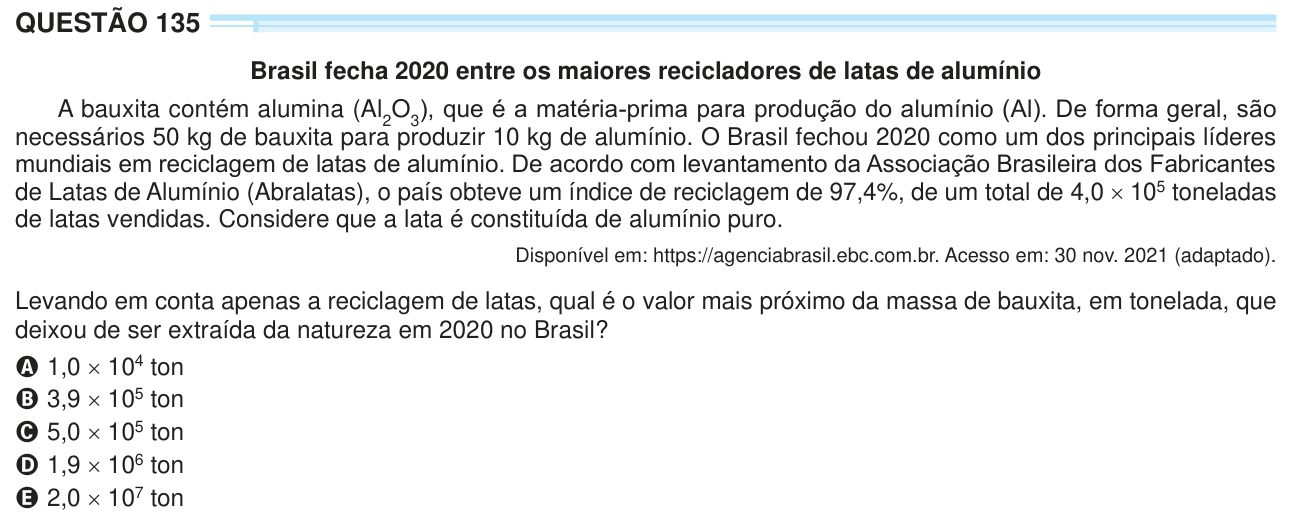 QUESTÃO 135
Brasil fecha 2020 entre os maiores recicladores de latas de alumínio
A bauxita contém alumina (Al₂O₃), que é a matéria-prima para produção do alumínio (Al). De forma geral, são
necessários 50 kg de bauxita para produzir 10 kg de alumínio. O Brasil fechou 2020 como um dos principais líderes
mundiais em reciclagem de latas de alumínio. De acordo com levantamento da Associação Brasileira dos Fabricantes
de Latas de Alumínio (Abralatas), o país obteve um índice de reciclagem de 97,4%, de um total de 4,0 × 10⁵ toneladas
de latas vendidas. Considere que a lata é constituída de alumínio puro.
Disponível em: https://agenciabrasil.ebc.com.br. Acesso em: 30 nov. 2021 (adaptado).
Levando em conta apenas a reciclagem de latas, qual é o valor mais próximo da massa de bauxita, em tonelada, que
deixou de ser extraída da natureza em 2020 no Brasil?
A 1,0 × 10⁴ ton
B 3,9 × 10⁵ ton
C 5,0 × 10⁵ ton
D 1,9 × 10⁶ ton
E 2,0 × 10⁷ ton